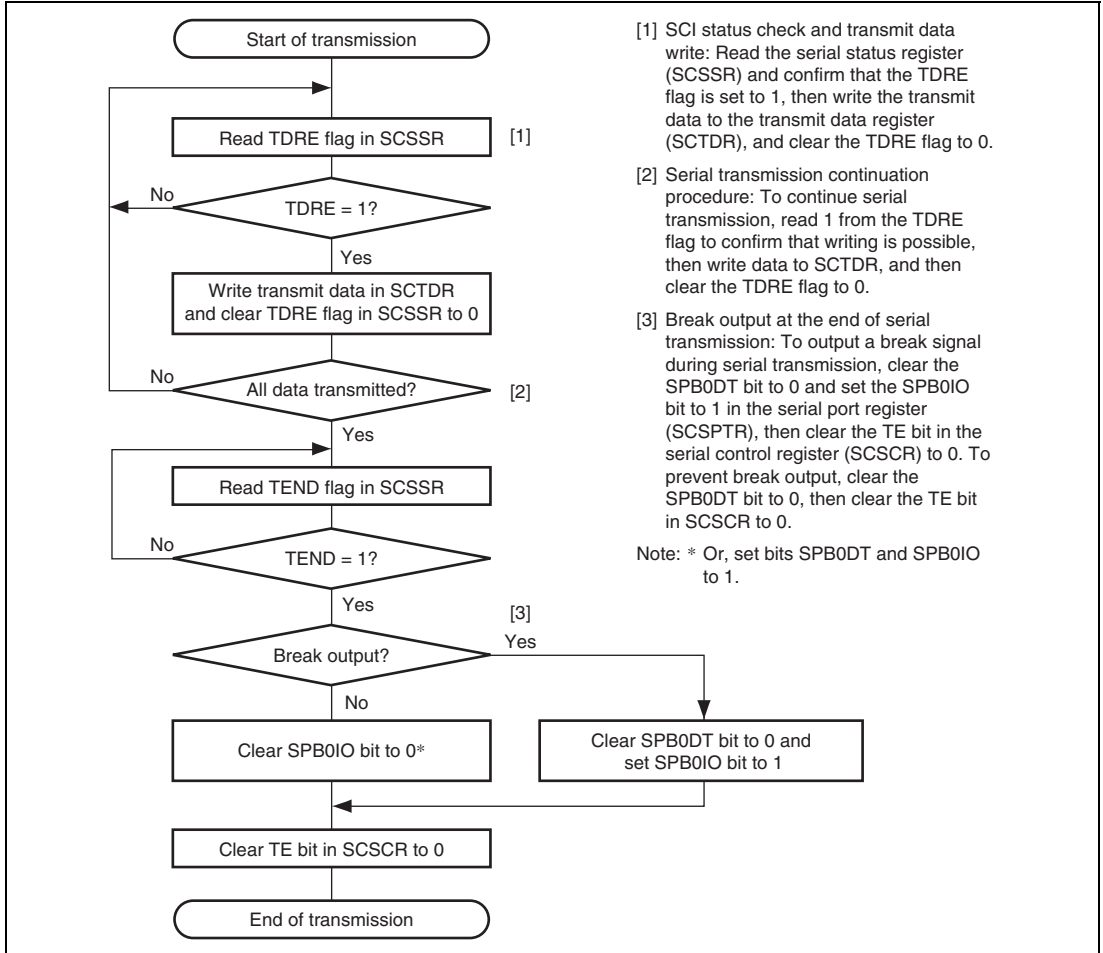 Start of transmission
Read TDRE flag in SCSSR
[1]
No
TDRE = 1?
Yes
Write transmit data in SCTDR
and clear TDRE flag in SCSSR to 0
No
All data transmitted?
[2]
Yes
Read TEND flag in SCSSR
No
TEND = 1?
Yes
[3]
Yes
Break output?
No
Clear SPB0IO bit to 0*
Clear SPB0DT bit to 0 and
set SPB0IO bit to 1
Clear TE bit in SCSCR to 0
End of transmission
[1] SCI status check and transmit data
write: Read the serial status register
(SCSSR) and confirm that the TDRE
flag is set to 1, then write the transmit
data to the transmit data register
(SCTDR), and clear the TDRE flag to 0.
[2] Serial transmission continuation
procedure: To continue serial
transmission, read 1 from the TDRE
flag to confirm that writing is possible,
then write data to SCTDR, and then
clear the TDRE flag to 0.
[3] Break output at the end of serial
transmission: To output a break signal
during serial transmission, clear the
SPB0DT bit to 0 and set the SPB0IO
bit to 1 in the serial port register
(SCSPTR), then clear the TE bit in the
serial control register (SCSCR) to 0. To
prevent break output, clear the
SPB0DT bit to 0, then clear the TE bit
in SCSCR to 0.
Note: * Or, set bits SPB0DT and SPB0IO
to 1.